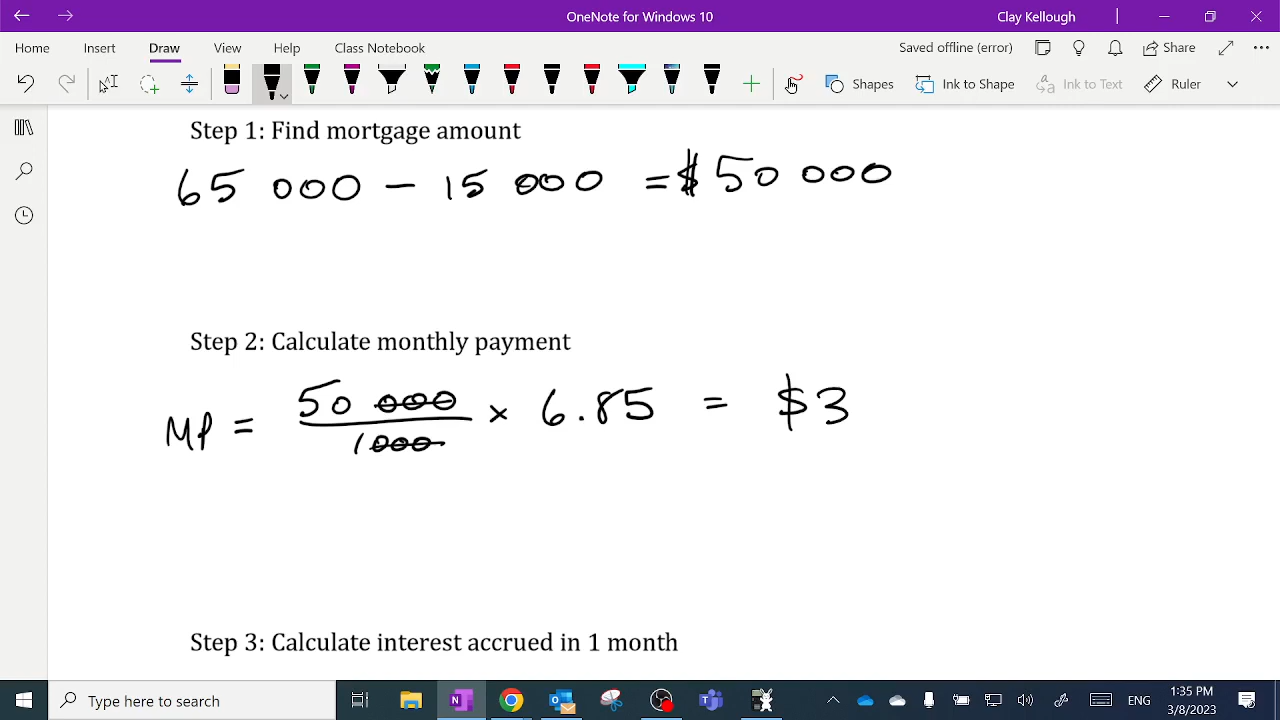 OneNote for Windows 10
Clay Kellough
Home Insert Draw View Help Class Notebook
Saved offline (error) Share
Shapes Ink to Shape Ink to Text Ruler
Step 1: Find mortgage amount
65 000 - 15 000 = $50 000
Step 2: Calculate monthly payment
MP = 50 000 / 1000 × 6.85 = $3
Step 3: Calculate interest accrued in 1 month
Type here to search
ENG
1:35 PM
3/8/2023